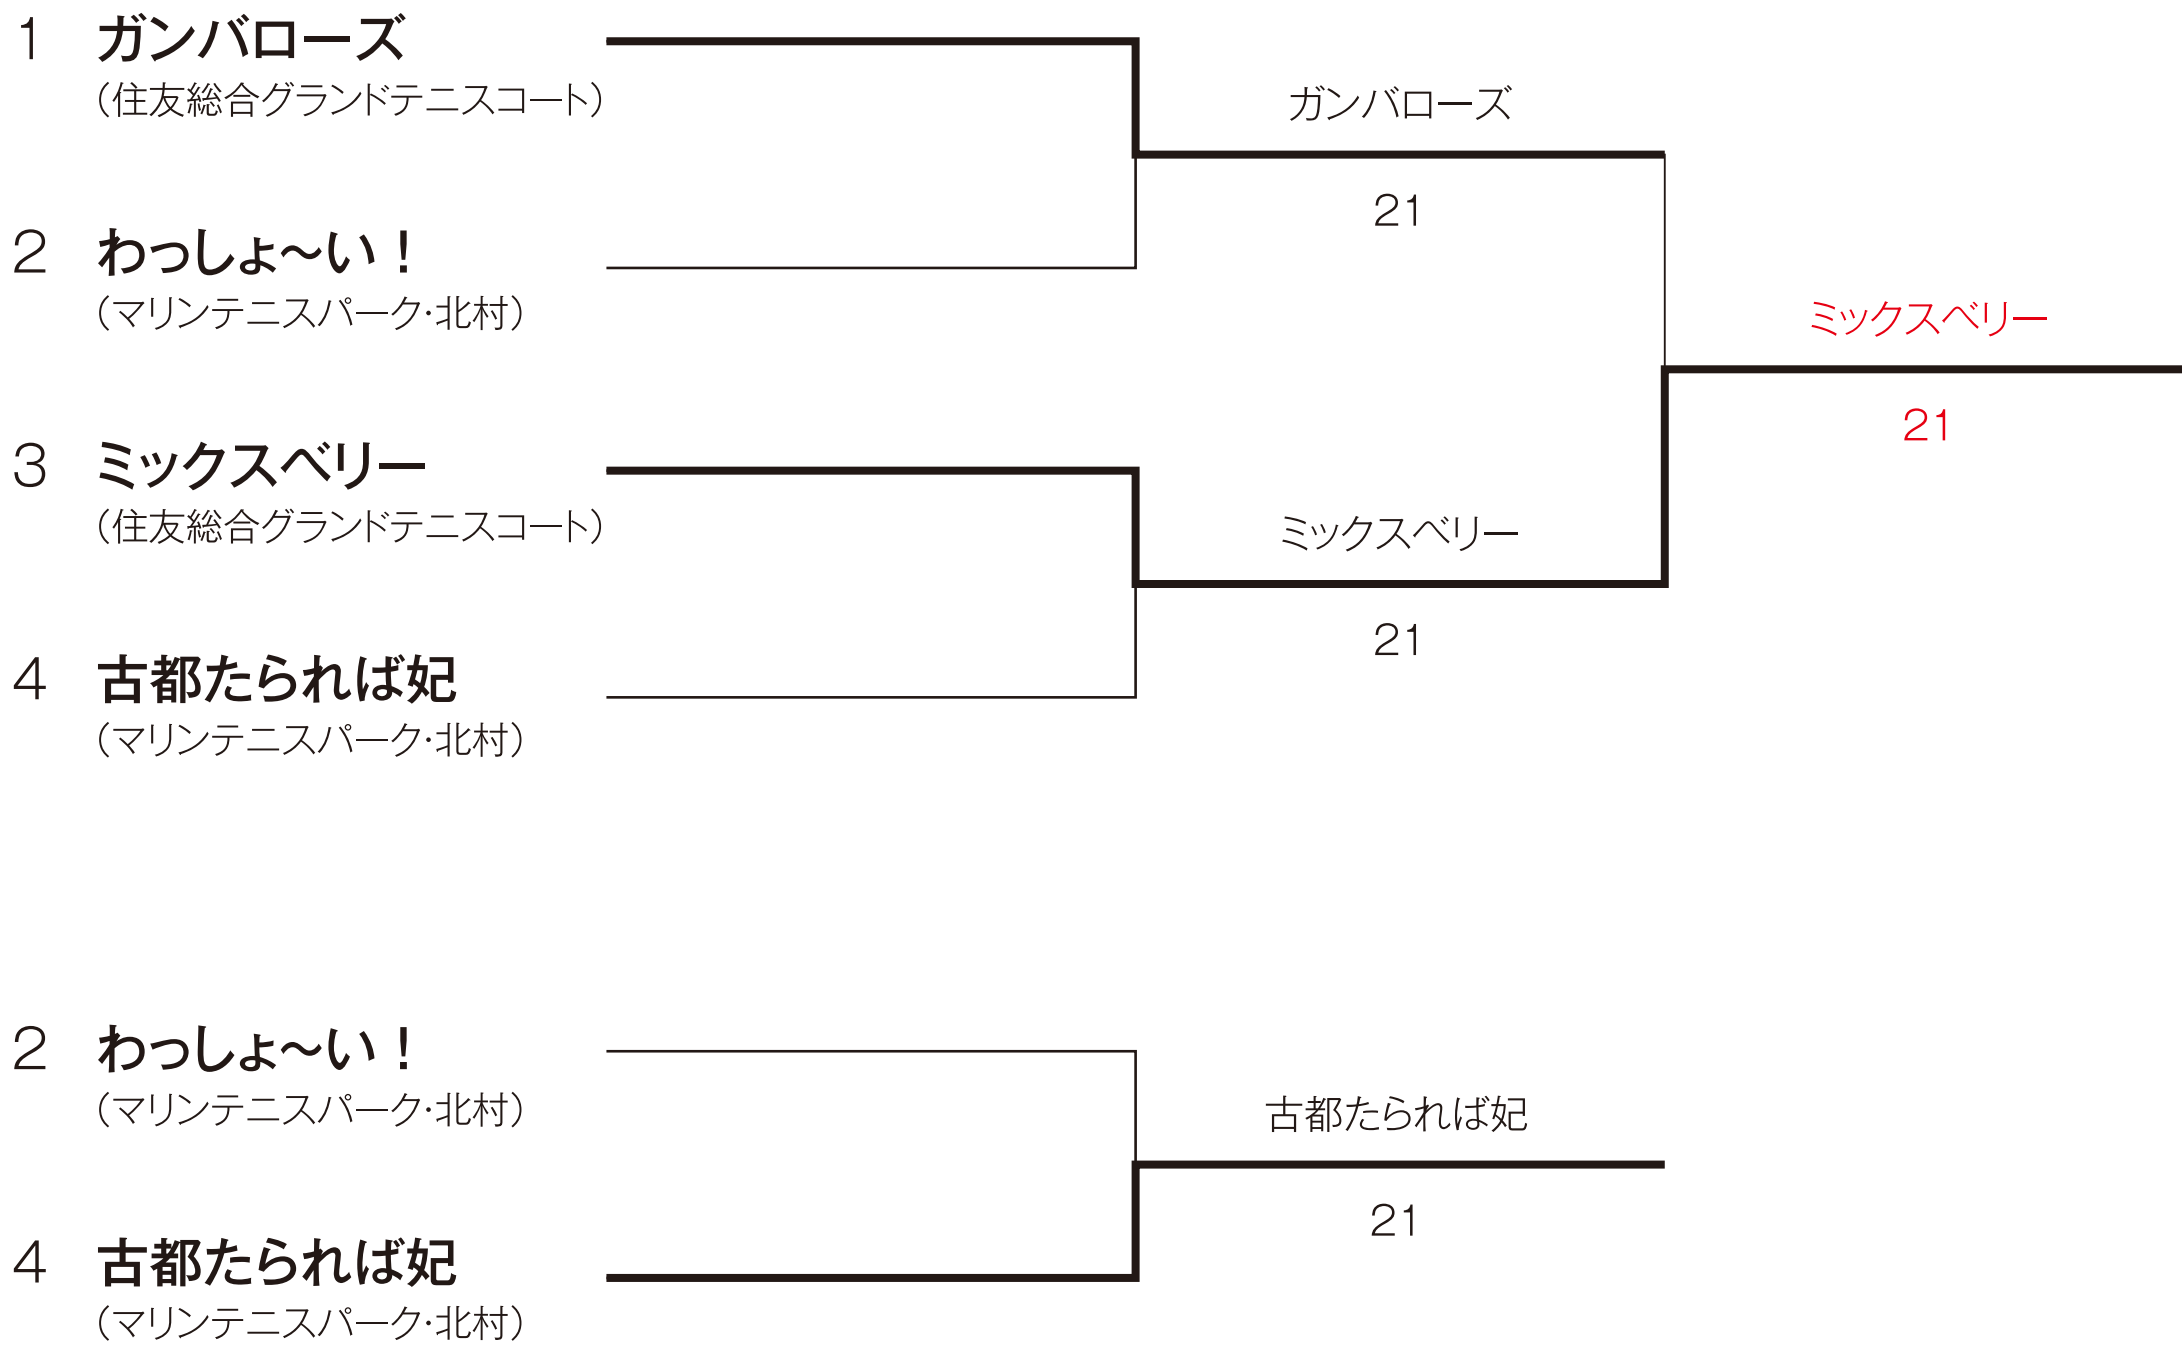 1 ガンバローズ
（住友総合グランドテニスコート）
ガンバローズ
21
2 わっしょ～い！
（マリンテニスパーク・北村）
ミックスベリー
21
3 ミックスベリー
（住友総合グランドテニスコート）
ミックスベリー
21
4 古都たられば妃
（マリンテニスパーク・北村）
2 わっしょ～い！
（マリンテニスパーク・北村）
古都たられば妃
21
4 古都たられば妃
（マリンテニスパーク・北村）